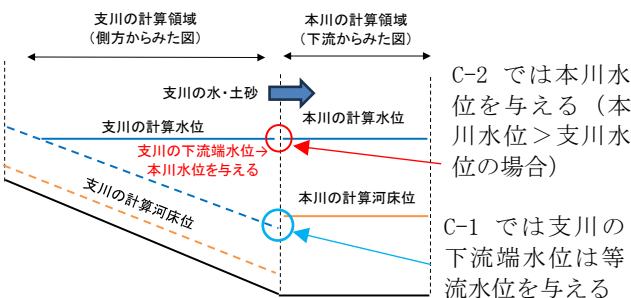 支川の計算領域
（側方からみた図）
本川の計算領域
（下流からみた図）
支川の水・土砂
支川の計算水位
本川の計算水位
支川の下流端水位→
本川水位を与える
支川の計算河床位
本川の計算河床位
C-2 では本川水
位を与える（本
川水位＞支川水
位の場合）
C-1 では支川の
下流端水位は等
流水位を与える